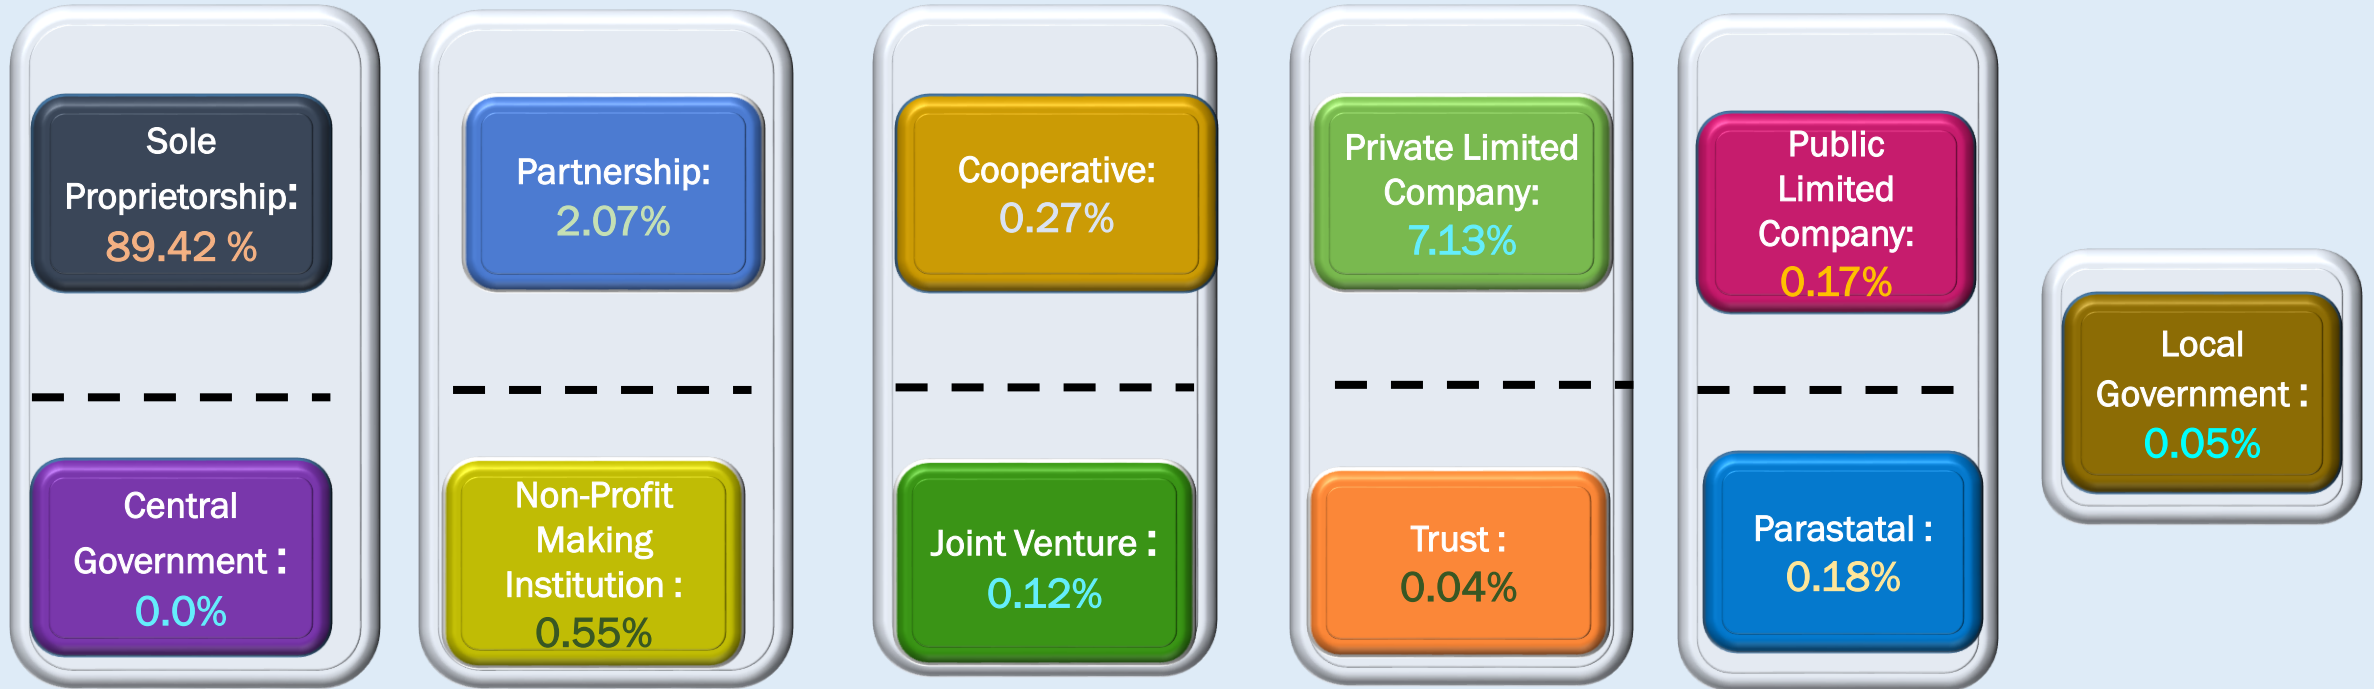 Sole
Proprietorship:
89.42 %
Partnership:
2.07%
Cooperative:
0.27%
Private Limited
Company:
7.13%
Public
Limited
Company:
0.17%
Local
Government :
0.05%
Central
Government :
0.0%
Non-Profit
Making
Institution :
0.55%
Joint Venture :
0.12%
Trust :
0.04%
Parastatal :
0.18%